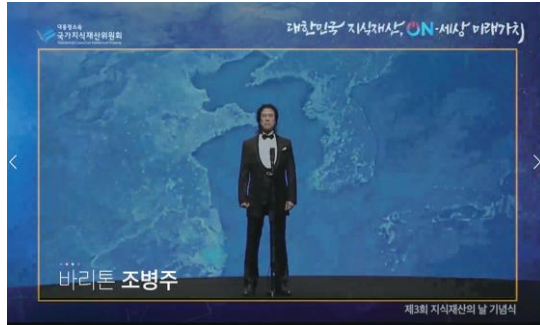 대통령소속
국가지식재산위원회
대한민국 지식재산, ON-세상 미래가치
바리톤 조병주
제3회 지식재산의 날 기념식